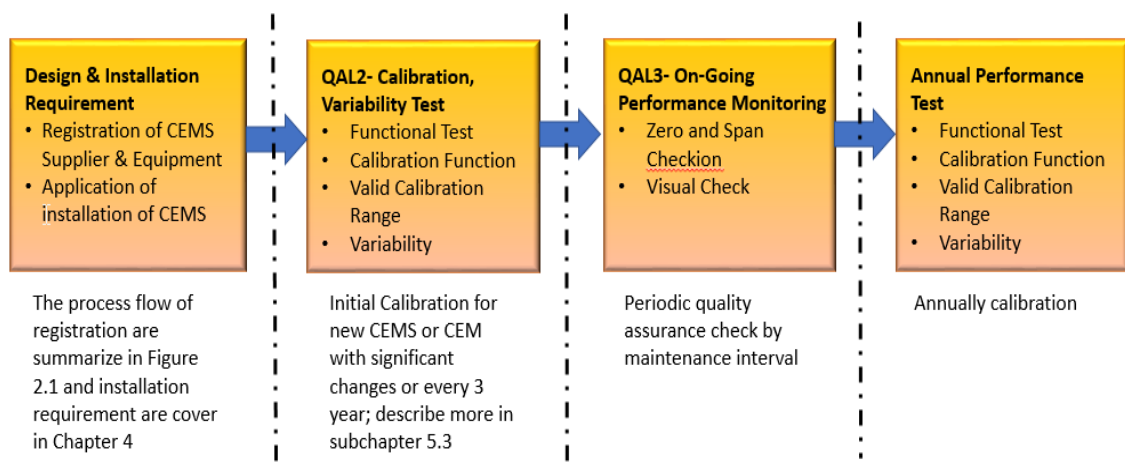 Design & Installation
Requirement
• Registration of CEMS
Supplier & Equipment
• Application of
installation of CEMS
The process flow of
registration are
summarize in Figure
2.1 and installation
requirement are cover
in Chapter 4
QAL2- Calibration,
Variability Test
• Functional Test
• Calibration Function
• Valid Calibration
Range
• Variability
Initial Calibration for
new CEMS or CEM
with significant
changes or every 3
year; describe more in
subchapter 5.3
QAL3- On-Going
Performance Monitoring
• Zero and Span
Checkion
• Visual Check
Periodic quality
assurance check by
maintenance interval
Annual Performance
Test
• Functional Test
• Calibration Function
• Valid Calibration
Range
• Variability
Annually calibration